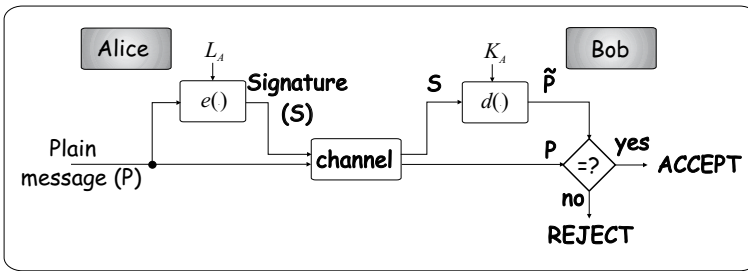 Alice
L_A
K_A
Bob
Signature
(S)
e(.)
S
d(.)
P̃
Plain
message (P)
channel
P
=?
yes
ACCEPT
no
REJECT